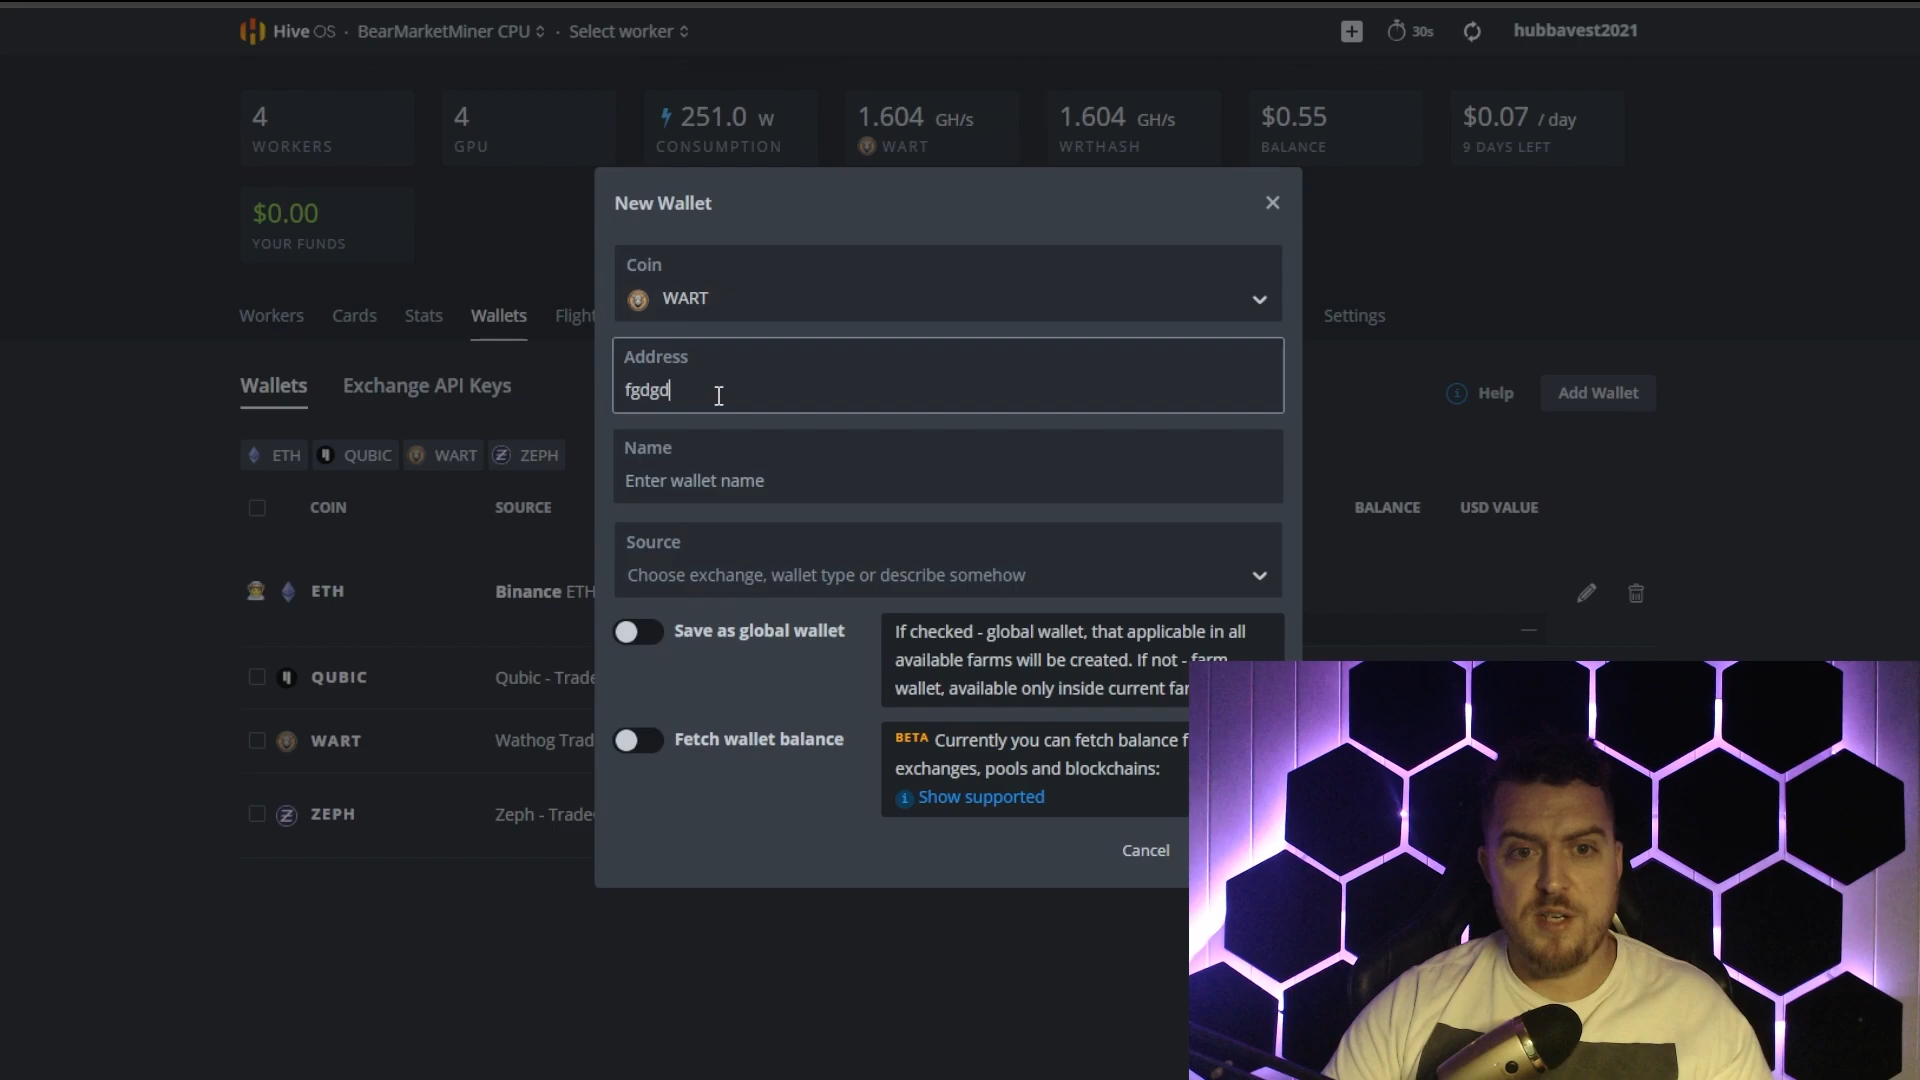 Hive OS · BearMarketMiner CPU · Select worker
30s
hubbavest2021
4
WORKERS
4
GPU
251.0 W
CONSUMPTION
1.604 GH/s
WART
1.604 GH/s
WRTHASH
$0.55
BALANCE
$0.07 / day
9 DAYS LEFT
$0.00
YOUR FUNDS
Workers Cards Stats Wallets Flight Settings
Wallets Exchange API Keys
Help
Add Wallet
ETH QUBIC WART ZEPH
COIN SOURCE BALANCE USD VALUE
ETH Binance ETH
—
QUBIC Qubic - Trade
WART Wathog Trad
ZEPH Zeph - Trade
New Wallet
Coin
WART
Address
fgdgd
Name
Enter wallet name
Source
Choose exchange, wallet type or describe somehow
Save as global wallet
If checked - global wallet, that applicable in all
available farms will be created. If not - farm
wallet, available only inside current far
Fetch wallet balance
BETA Currently you can fetch balance f
exchanges, pools and blockchains:
Show supported
Cancel